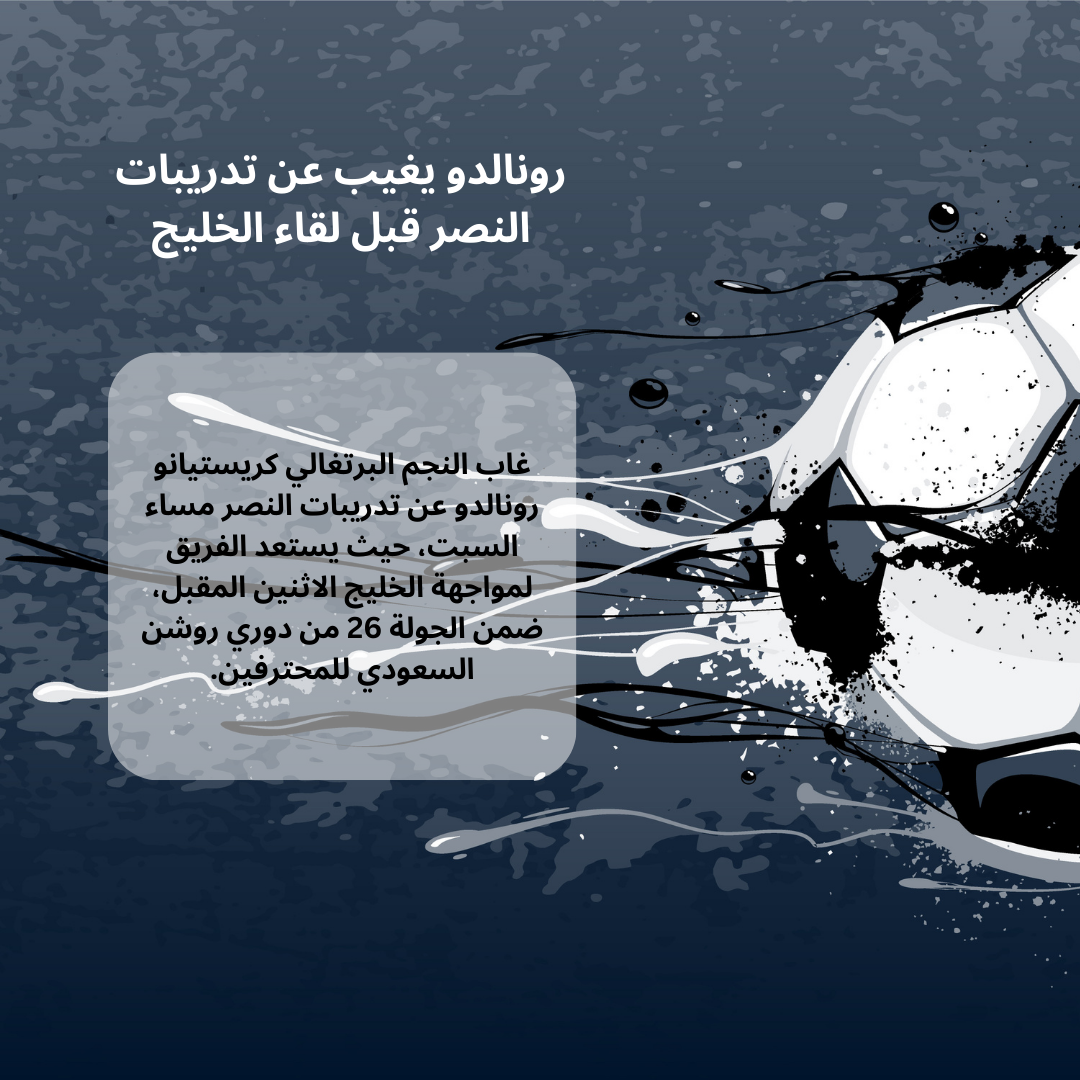 رونالدو يغيب عن تدريبات
النصر قبل لقاء الخليج
غاب النجم البرتغالي كريستيانو
رونالدو عن تدريبات النصر مساء
السبت، حيث يستعد الفريق
لمواجهة الخليج الاثنين المقبل،
ضمن الجولة 26 من دوري روشن
السعودي للمحترفين.